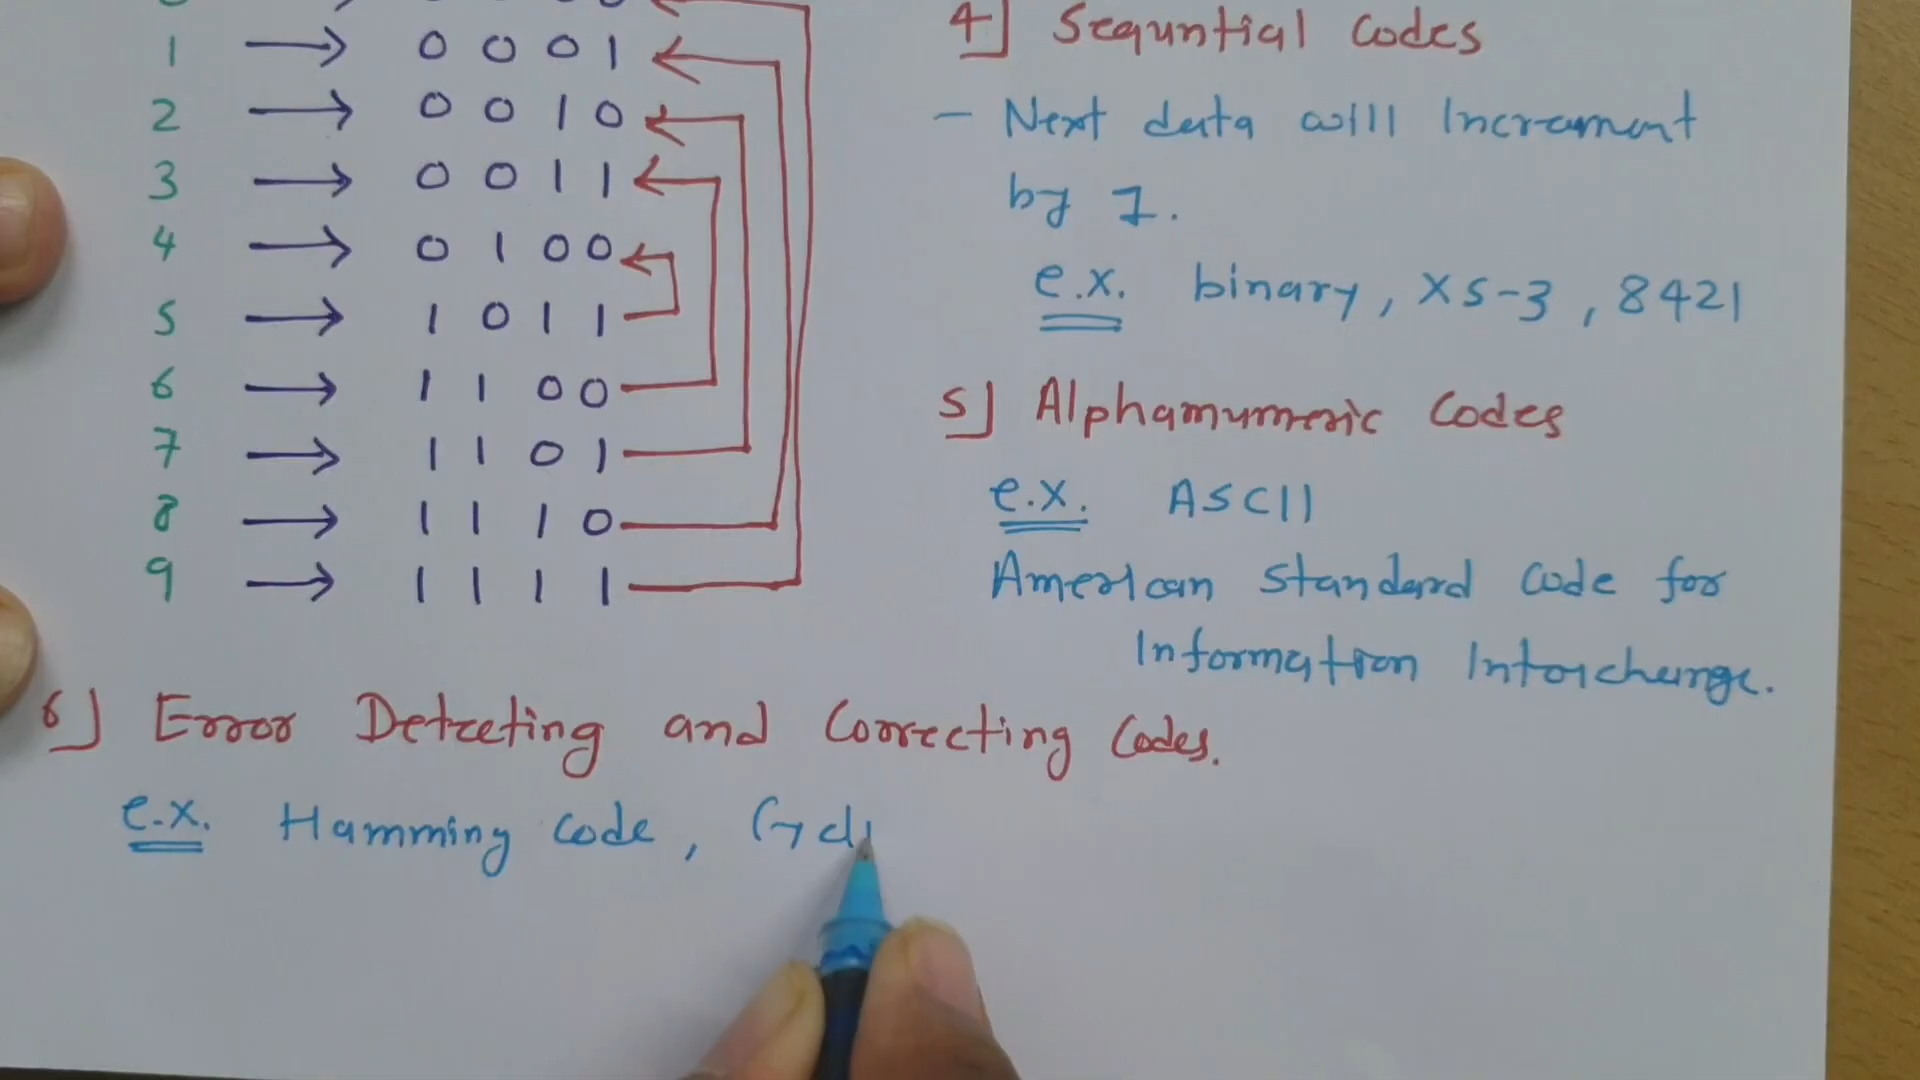 1 → 0 0 0 1
2 → 0 0 1 0
3 → 0 0 1 1
4 → 0 1 0 0
5 → 1 0 1 1
6 → 1 1 0 0
7 → 1 1 0 1
8 → 1 1 1 0
9 → 1 1 1 1
4] Sequntial Codes
- Next data will Increament
by 1.
e.x. binary, XS-3, 8421
5] Alphanumeric Codes
e.x. ASCII
American Standard Code for
Information Interchange.
6] Error Detecting and Correcting Codes.
e.x. Hamming Code,